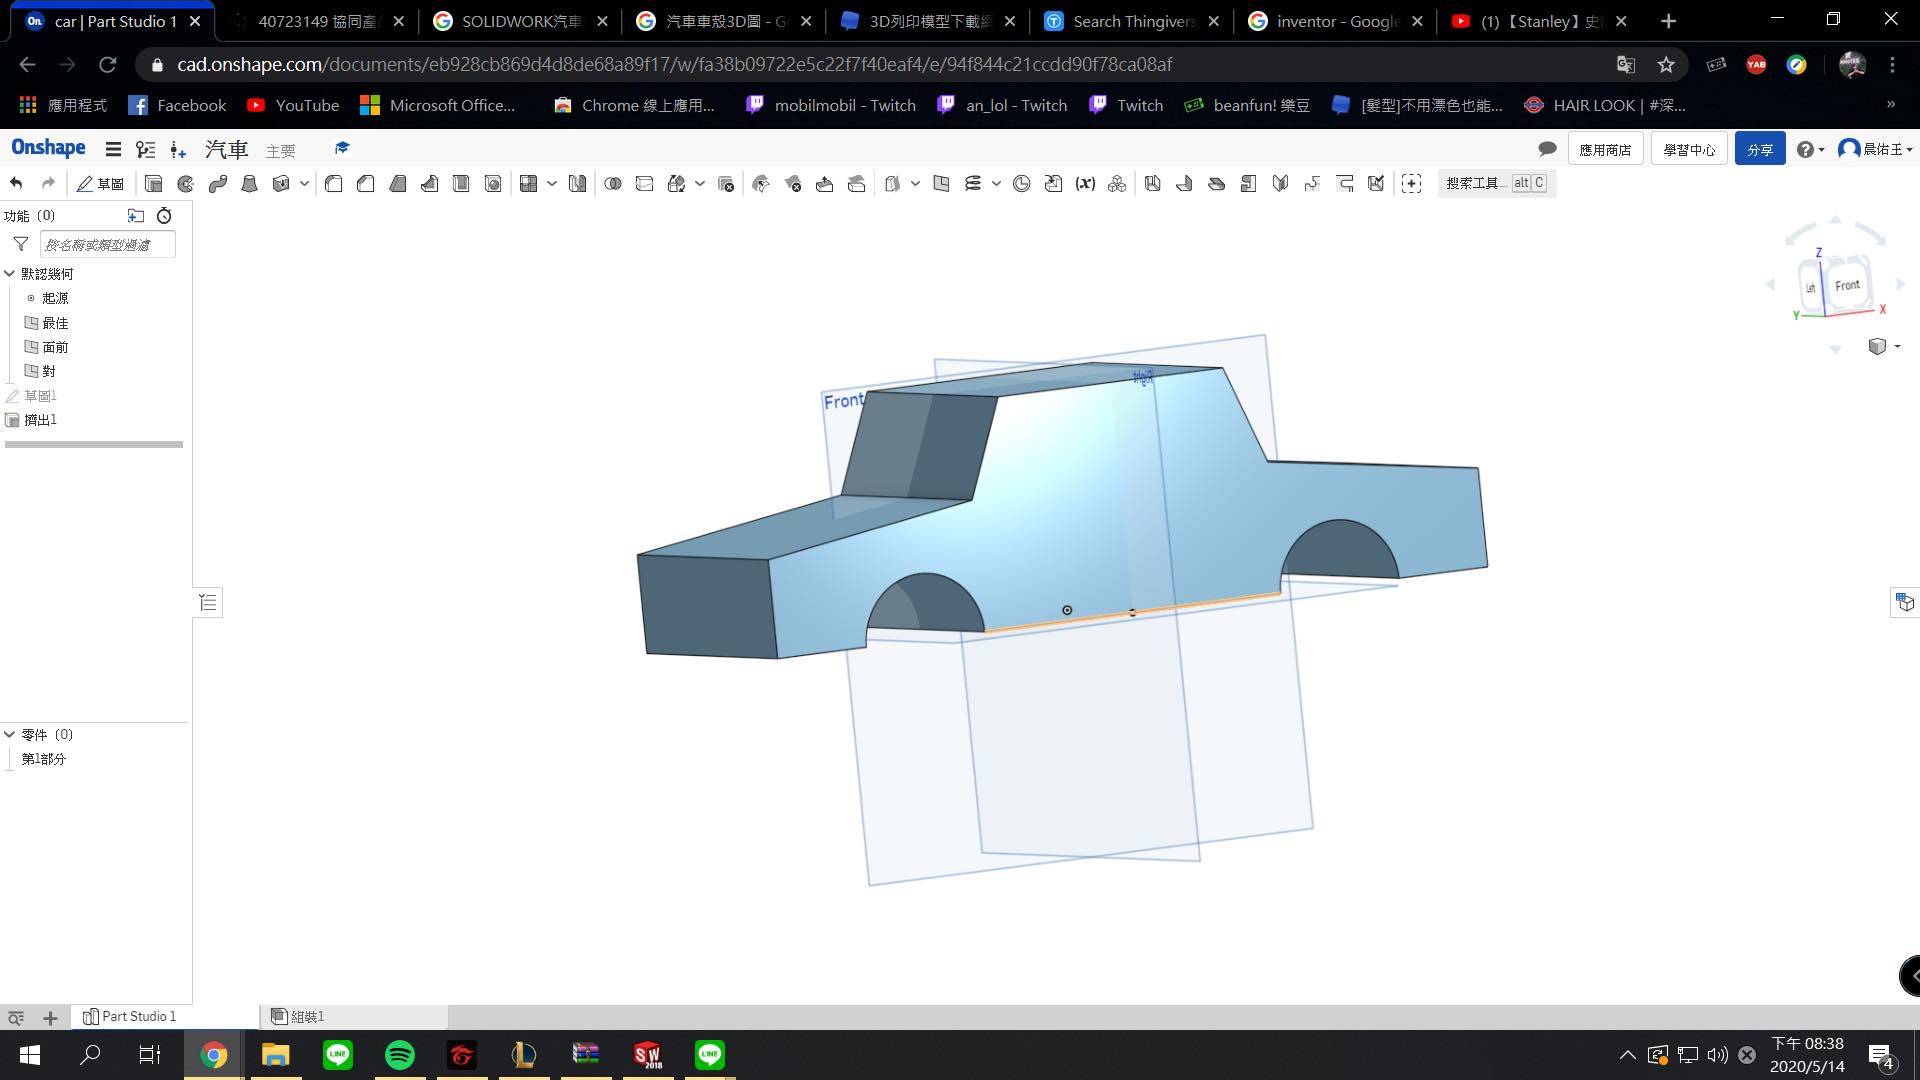 car | Part Studio 1
40723149 協同產
SOLIDWORK汽車
汽車車殼3D圖 - G
3D列印模型下載網
Search Thingivers
inventor - Google
(1) 【Stanley】史
cad.onshape.com/documents/eb928cb869d4d8de68a89f17/w/fa38b09722e5c22f7f40eaf4/e/94f844c21ccdd90f78ca08af
應用程式
Facebook
YouTube
Microsoft Office...
Chrome 線上應用...
mobilmobil - Twitch
an_lol - Twitch
Twitch
beanfun! 樂豆
[髮型]不用漂色也能...
HAIR LOOK | #深...
Onshape
汽車
主要
應用商店
學習中心
分享
晨佑王
草圖
搜索工具...
alt C
功能 (0)
按名稱或類型過濾
默認幾何
起源
最佳
面前
對
草圖1
擠出1
零件 (0)
第1部分
Front
Right
Z
Left
Front
Y
X
Part Studio 1
組裝1
下午 08:38
2020/5/14
4